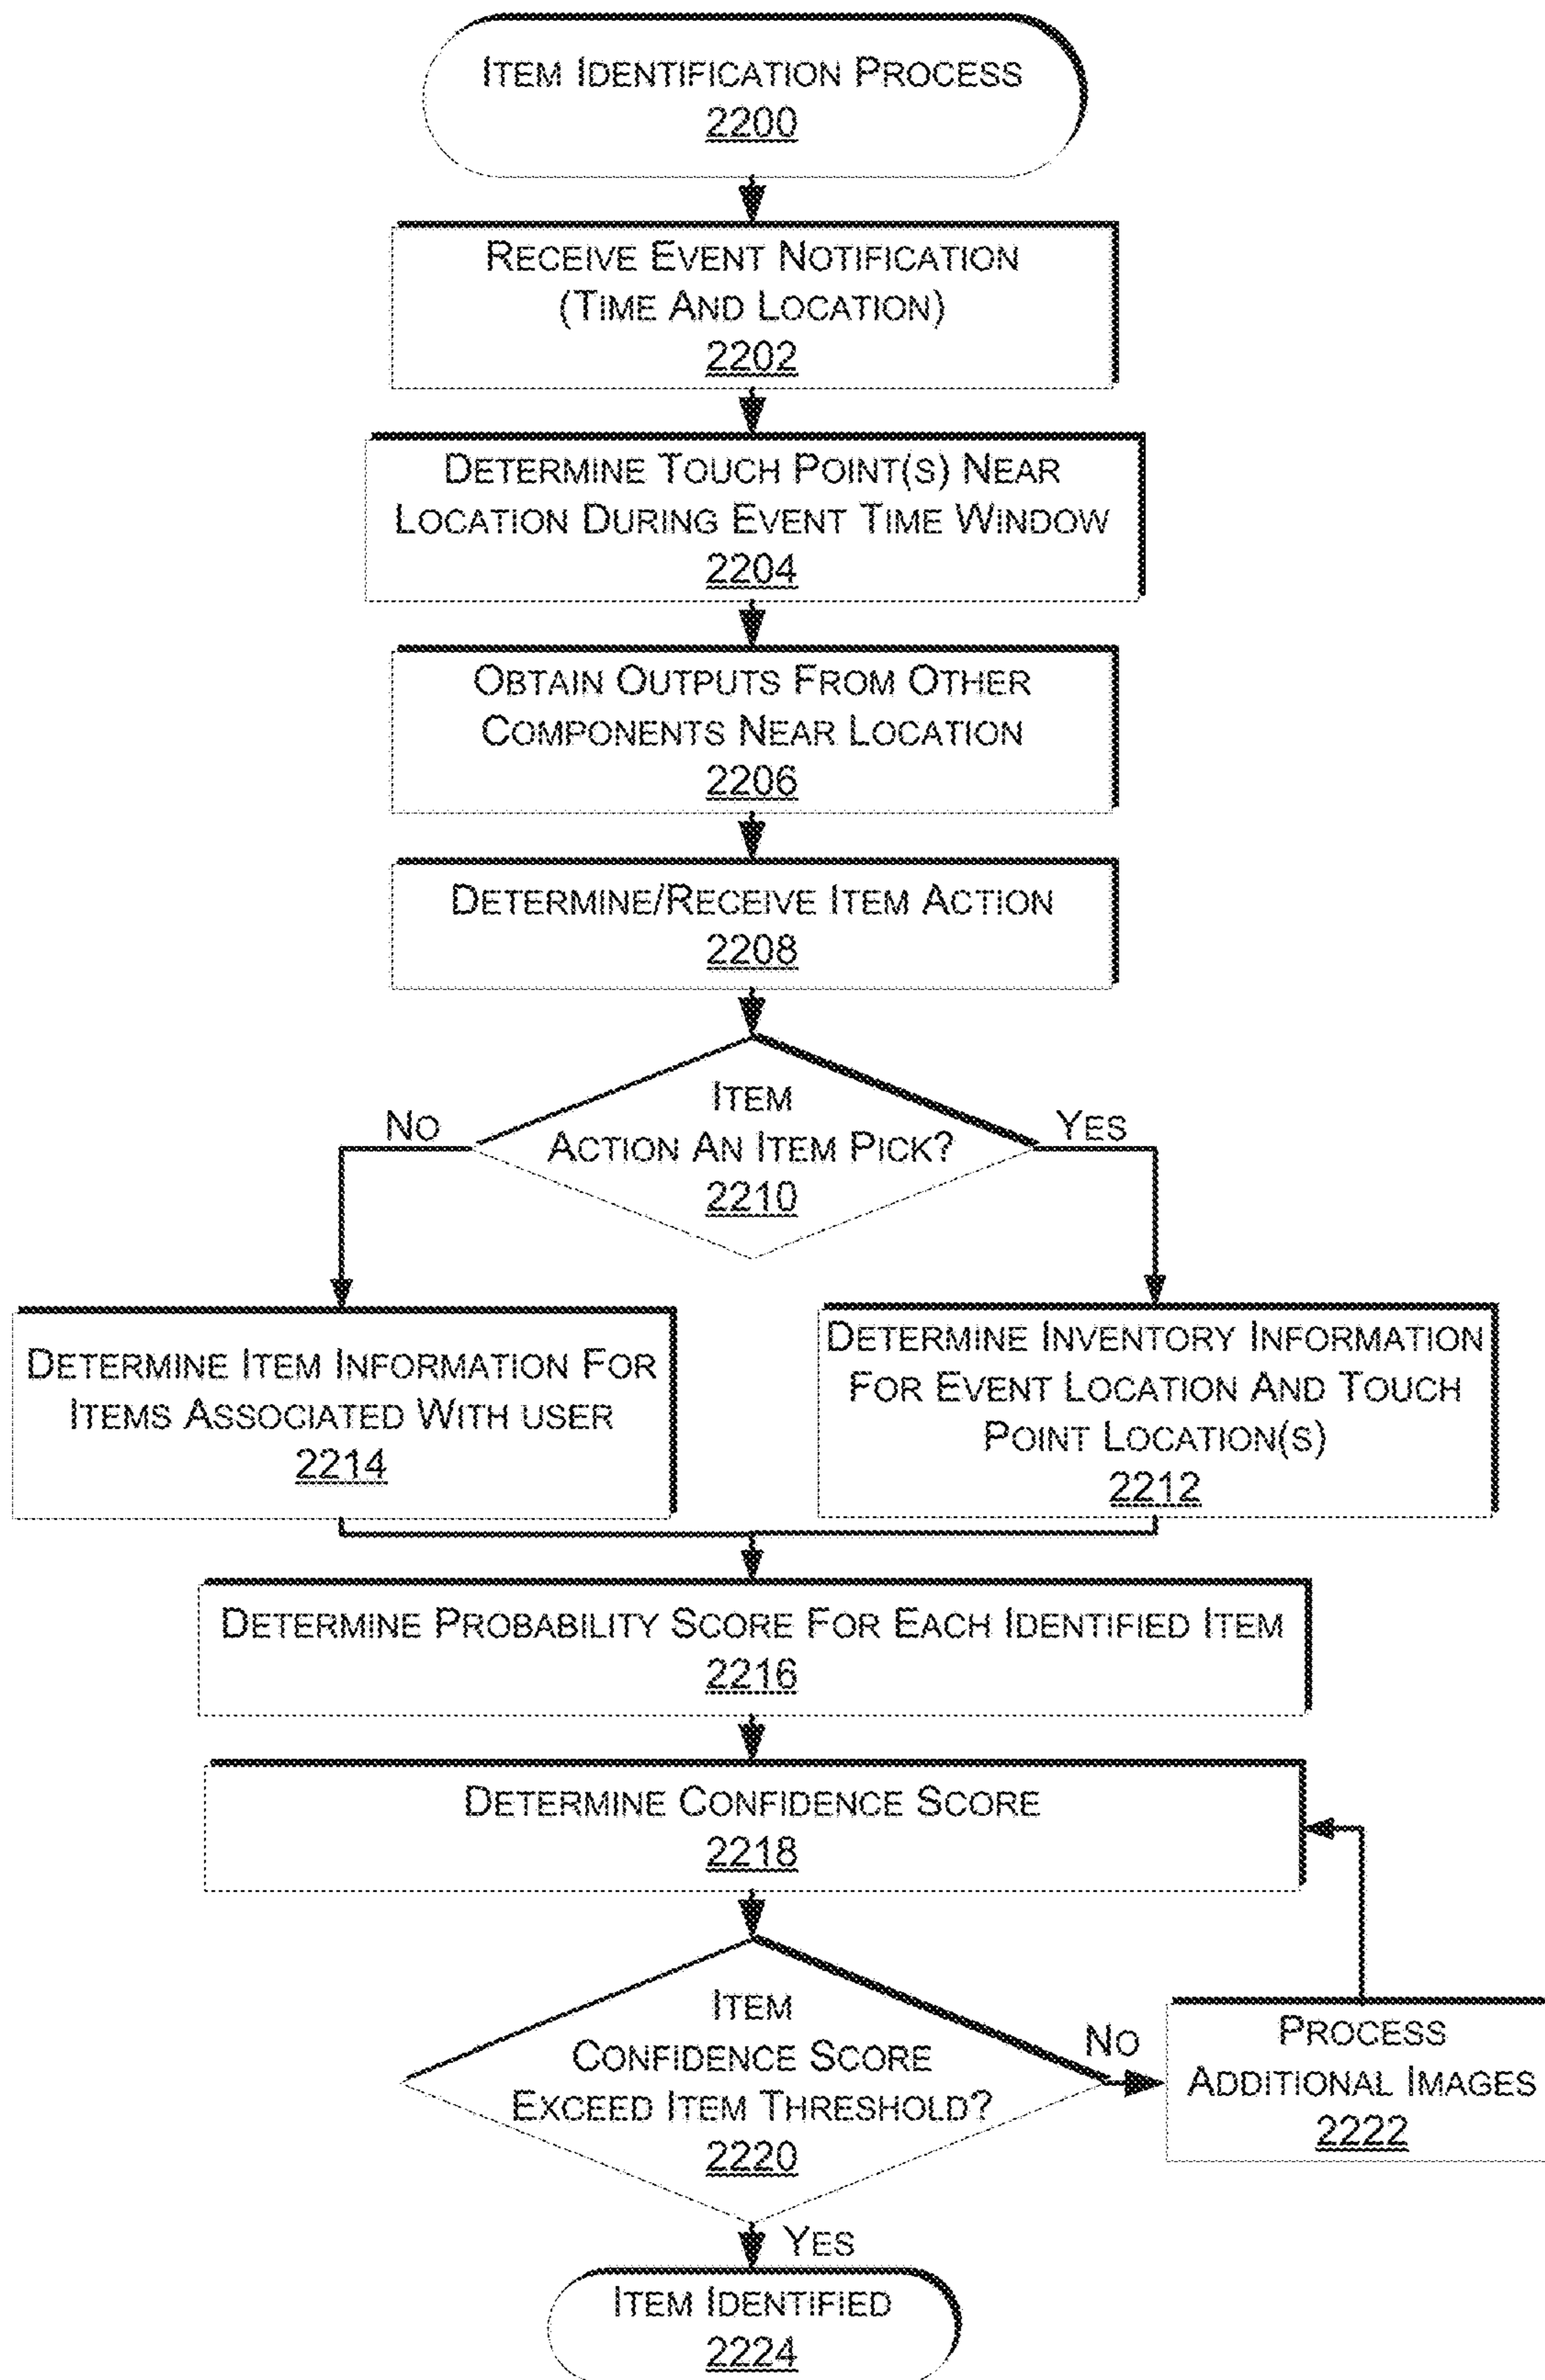 ITEM IDENTIFICATION PROCESS
2200
RECEIVE EVENT NOTIFICATION
(TIME AND LOCATION)
2202
DETERMINE TOUCH POINT(S) NEAR
LOCATION DURING EVENT TIME WINDOW
2204
OBTAIN OUTPUTS FROM OTHER
COMPONENTS NEAR LOCATION
2206
DETERMINE/RECEIVE ITEM ACTION
2208
ITEM
ACTION AN ITEM PICK?
2210
NO
YES
DETERMINE ITEM INFORMATION FOR
ITEMS ASSOCIATED WITH USER
2214
DETERMINE INVENTORY INFORMATION
FOR EVENT LOCATION AND TOUCH
POINT LOCATION(S)
2212
DETERMINE PROBABILITY SCORE FOR EACH IDENTIFIED ITEM
2216
DETERMINE CONFIDENCE SCORE
2218
ITEM
CONFIDENCE SCORE
EXCEED ITEM THRESHOLD?
2220
NO
PROCESS
ADDITIONAL IMAGES
2222
YES
ITEM IDENTIFIED
2224